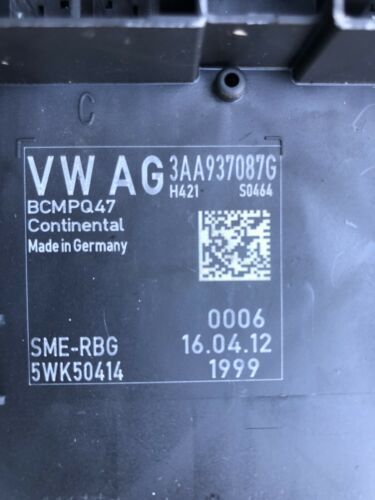 C
VW AG 3AA937087G
H421 S0464
BCMPQ47
Continental
Made in Germany
0006
SME-RBG 16.04.12
5WK50414 1999